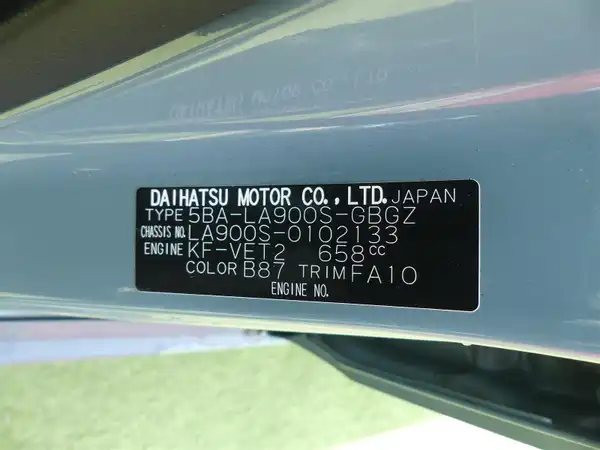 DAIHATSU MOTOR CO., LTD. JAPAN
TYPE 5BA-LA900S-GBGZ
CHASSIS NO. LA900S-0102133
ENGINE KF-VET2 658cc
COLOR B87 TRIM FA10
ENGINE NO.